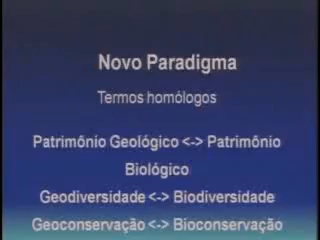 Novo Paradigma
Termos homólogos
Patrimônio Geológico <-> Patrimônio
Biológico
Geodiversidade <-> Biodiversidade
Geoconservação <-> Bioconservação